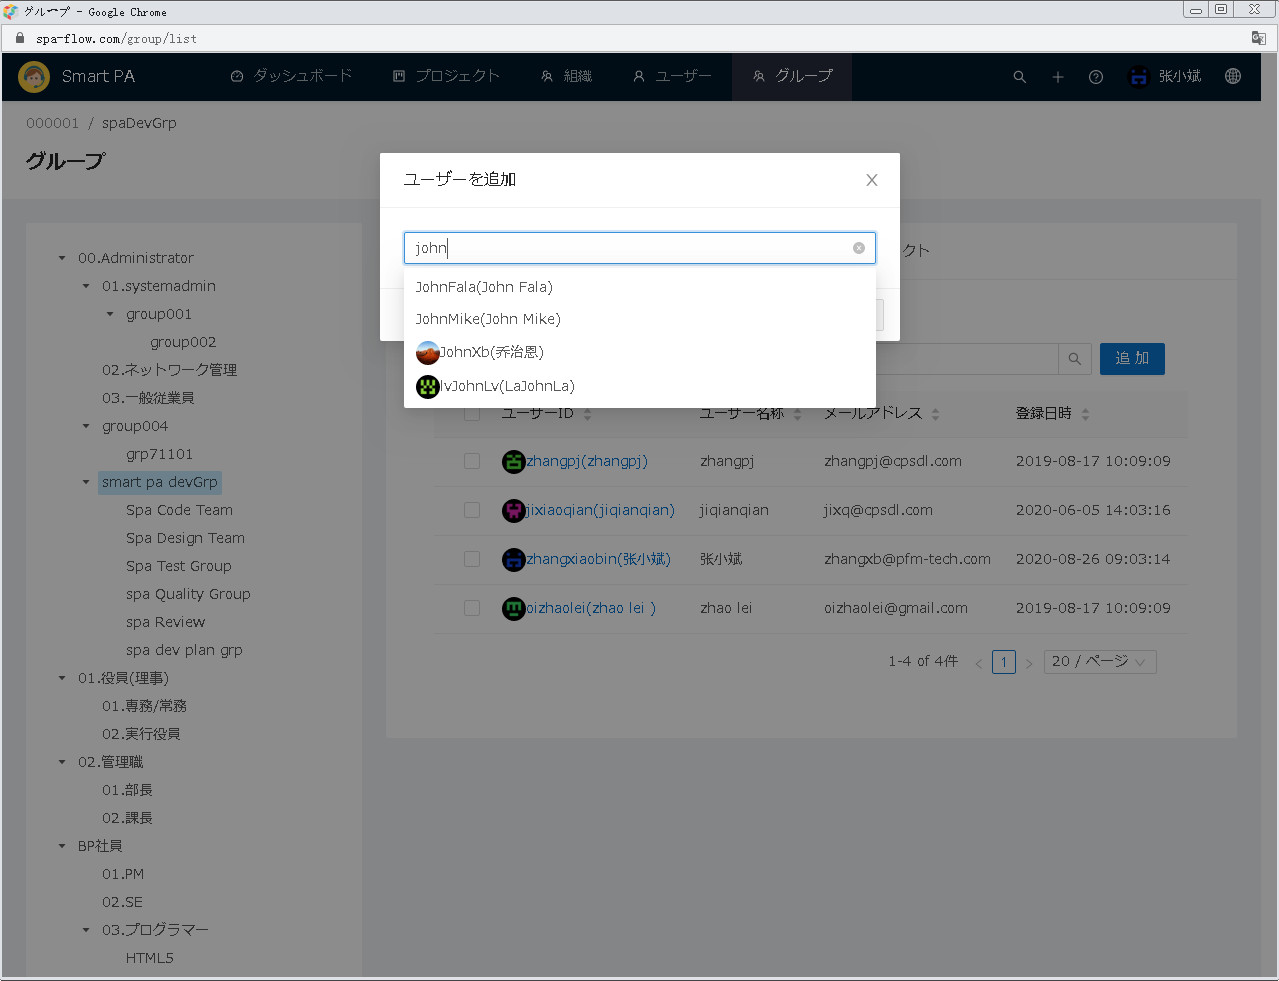 グループ - Google Chrome
spa-flow.com/group/list
Smart PA ダッシュボード プロジェクト 組織 ユーザー グループ 张小斌
000001 / spaDevGrp
グループ
ユーザーを追加
john
クト
JohnFala(John Fala)
JohnMike(John Mike)
JohnXb(乔治恩)
lvJohnLv(LaJohnLa)
追 加
00.Administrator
01.systemadmin
group001
group002
02.ネットワーク管理
03.一般従業員
group004
grp71101
smart pa devGrp
Spa Code Team
Spa Design Team
Spa Test Group
spa Quality Group
spa Review
spa dev plan grp
01.役員(理事)
01.専務/常務
02.実行役員
02.管理職
01.部長
02.課長
BP社員
01.PM
02.SE
03.プログラマー
HTML5
ユーザーID ユーザー名称 メールアドレス 登録日時
zhangpj(zhangpj) zhangpj zhangpj@cpsdl.com 2019-08-17 10:09:09
jixiaoqian(jiqianqian) jiqianqian jixq@cpsdl.com 2020-06-05 14:03:16
zhangxiaobin(张小斌) 张小斌 zhangxb@pfm-tech.com 2020-08-26 09:03:14
oizhaolei(zhao lei ) zhao lei oizhaolei@gmail.com 2019-08-17 10:09:09
1-4 of 4件 < 1 > 20 / ページ